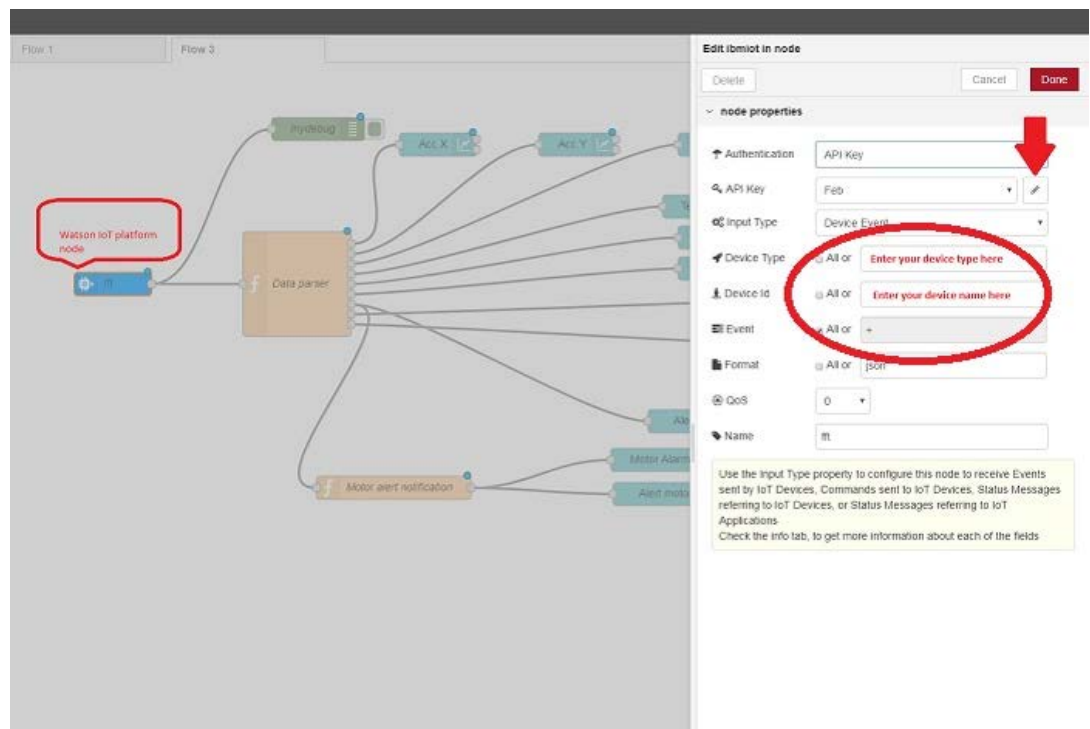 Flow 1
Flow 3
Edit ibmiot in node
Delete
Cancel
Done
node properties
Authentication
API Key
API Key
Feb
Input Type
Device Event
Device Type
All or
Enter your device type here
Device Id
All or
Enter your device name here
Event
All or
+
Format
All or
json
QoS
0
Name
Use the Input Type property to configure this node to receive Events
sent by IoT Devices, Commands sent to IoT Devices, Status Messages
referring to IoT Devices, or Status Messages referring to IoT
Applications
Check the info tab, to get more information about each of the fields
mydebug
Acc X
Acc Y
Watson IoT platform
node
Data parser
Motor alert notification
Motor Alarm
Alert moto